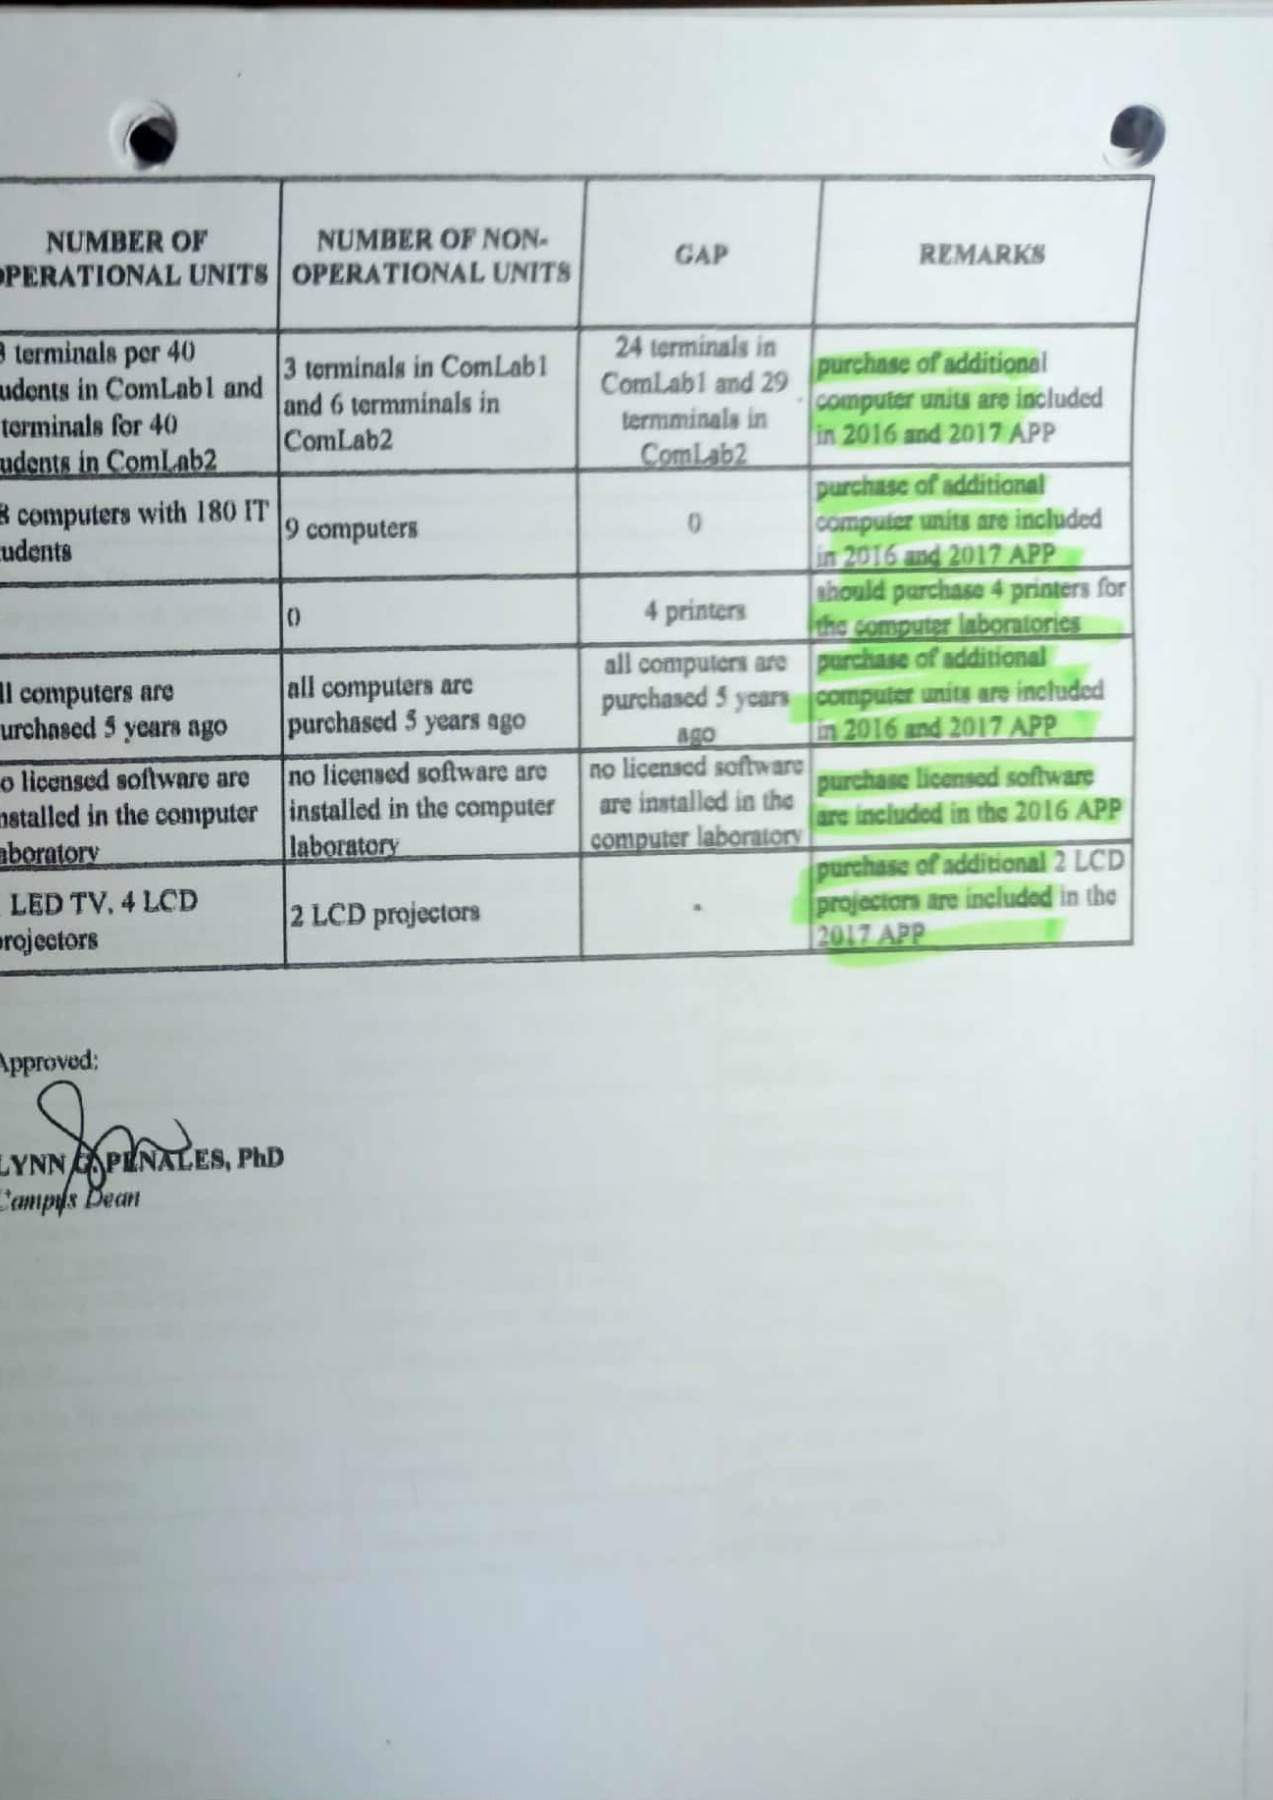 NUMBER OF
OPERATIONAL UNITS
NUMBER OF NON-
OPERATIONAL UNITS
GAP
REMARKS
3 terminals per 40
udents in ComLab1 and
terminals for 40
udents in ComLab2
3 terminals in ComLab1
and 6 termminals in
ComLab2
24 terminals in
ComLab1 and 29
termminals in
ComLab2
purchase of additional
computer units are included
in 2016 and 2017 APP
8 computers with 180 IT
udents
9 computers
0
purchase of additional
computer units are included
in 2016 and 2017 APP
0
4 printers
should purchase 4 printers for
the computer laboratories
ll computers are
urchased 5 years ago
all computers are
purchased 5 years ago
all computers are
purchased 5 years
ago
purchase of additional
computer units are included
in 2016 and 2017 APP
o licensed software are
nstalled in the computer
aboratory
no licensed software are
installed in the computer
laboratory
no licensed software
are installed in the
computer laboratory
purchase licensed software
are included in the 2016 APP
LED TV, 4 LCD
rojectors
2 LCD projectors
-
purchase of additional 2 LCD
projectors are included in the
2017 APP
Approved:
LYNN G. PENALES, PhD
Campus Dean